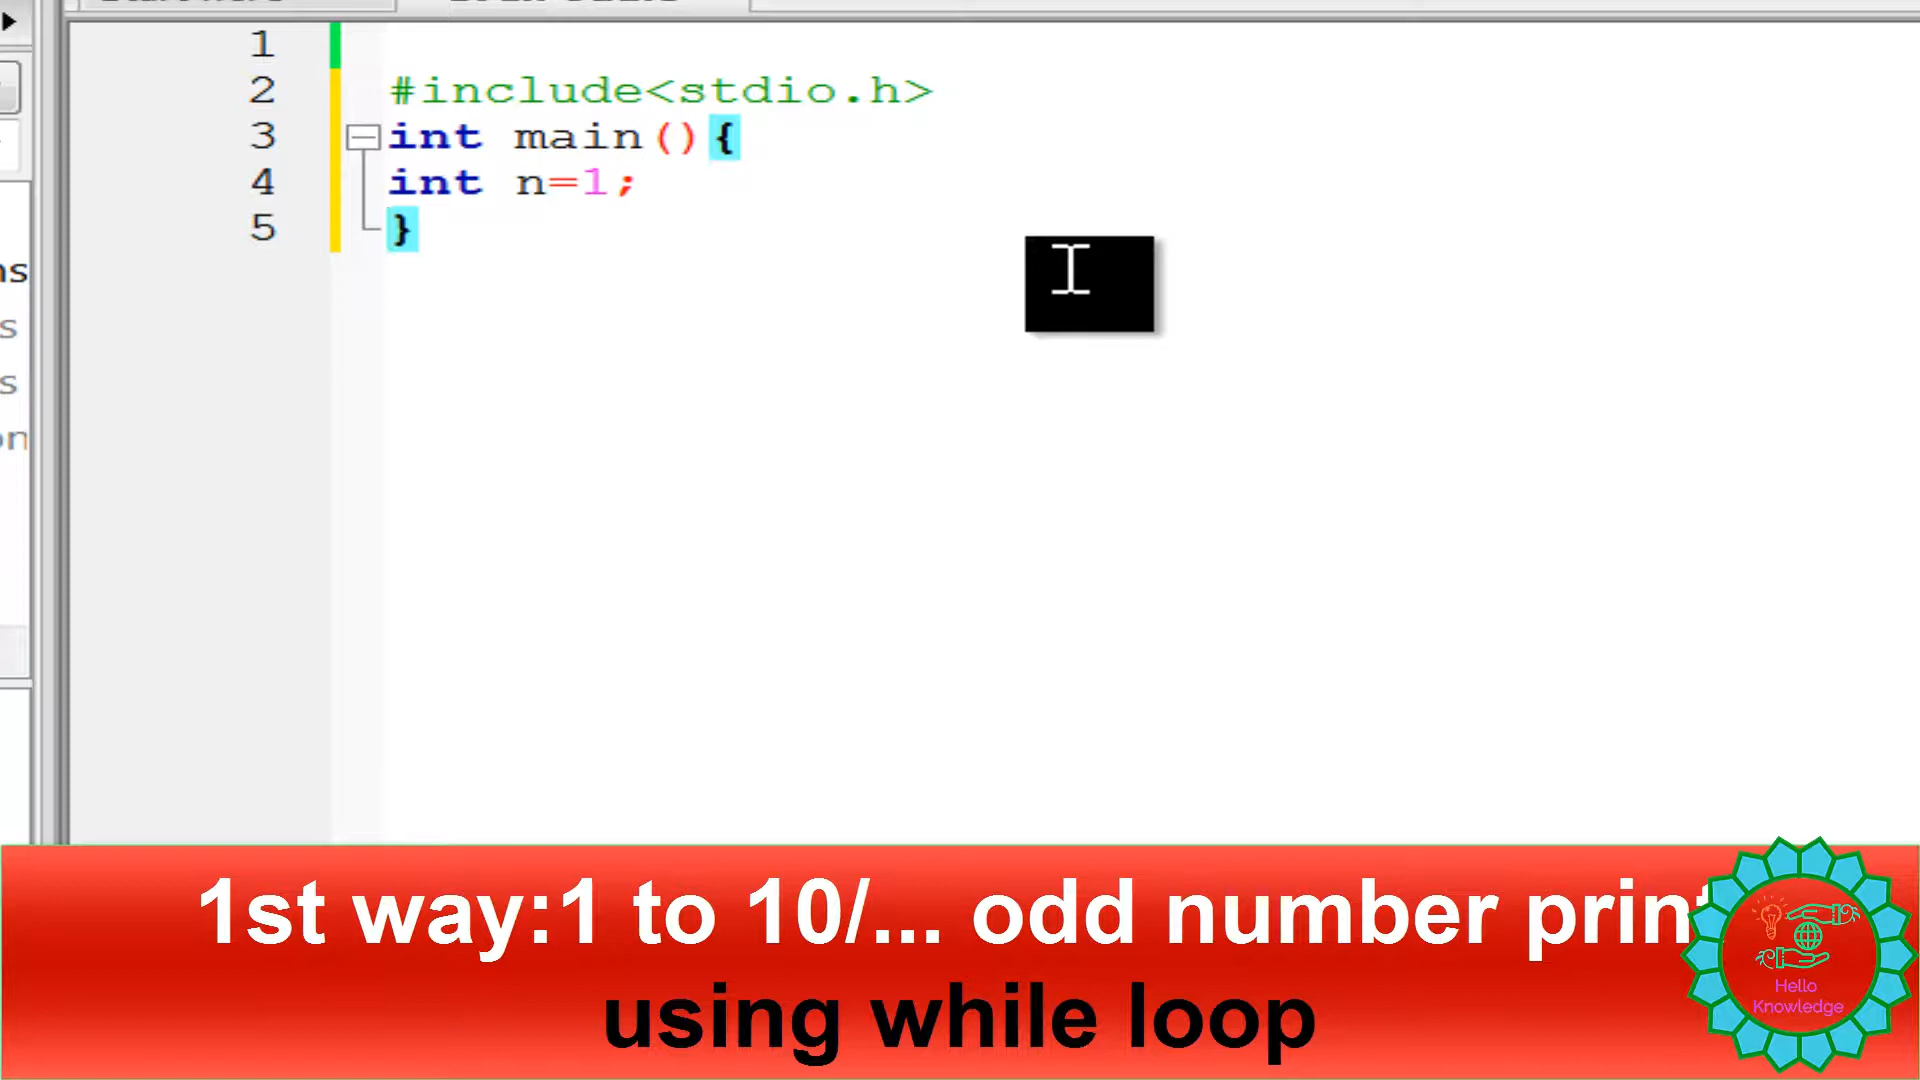 1
2 #include<stdio.h>
3 int main(){
4 int n=1;
5 }
1st way:1 to 10/... odd number print
using while loop
Hello
Knowledge